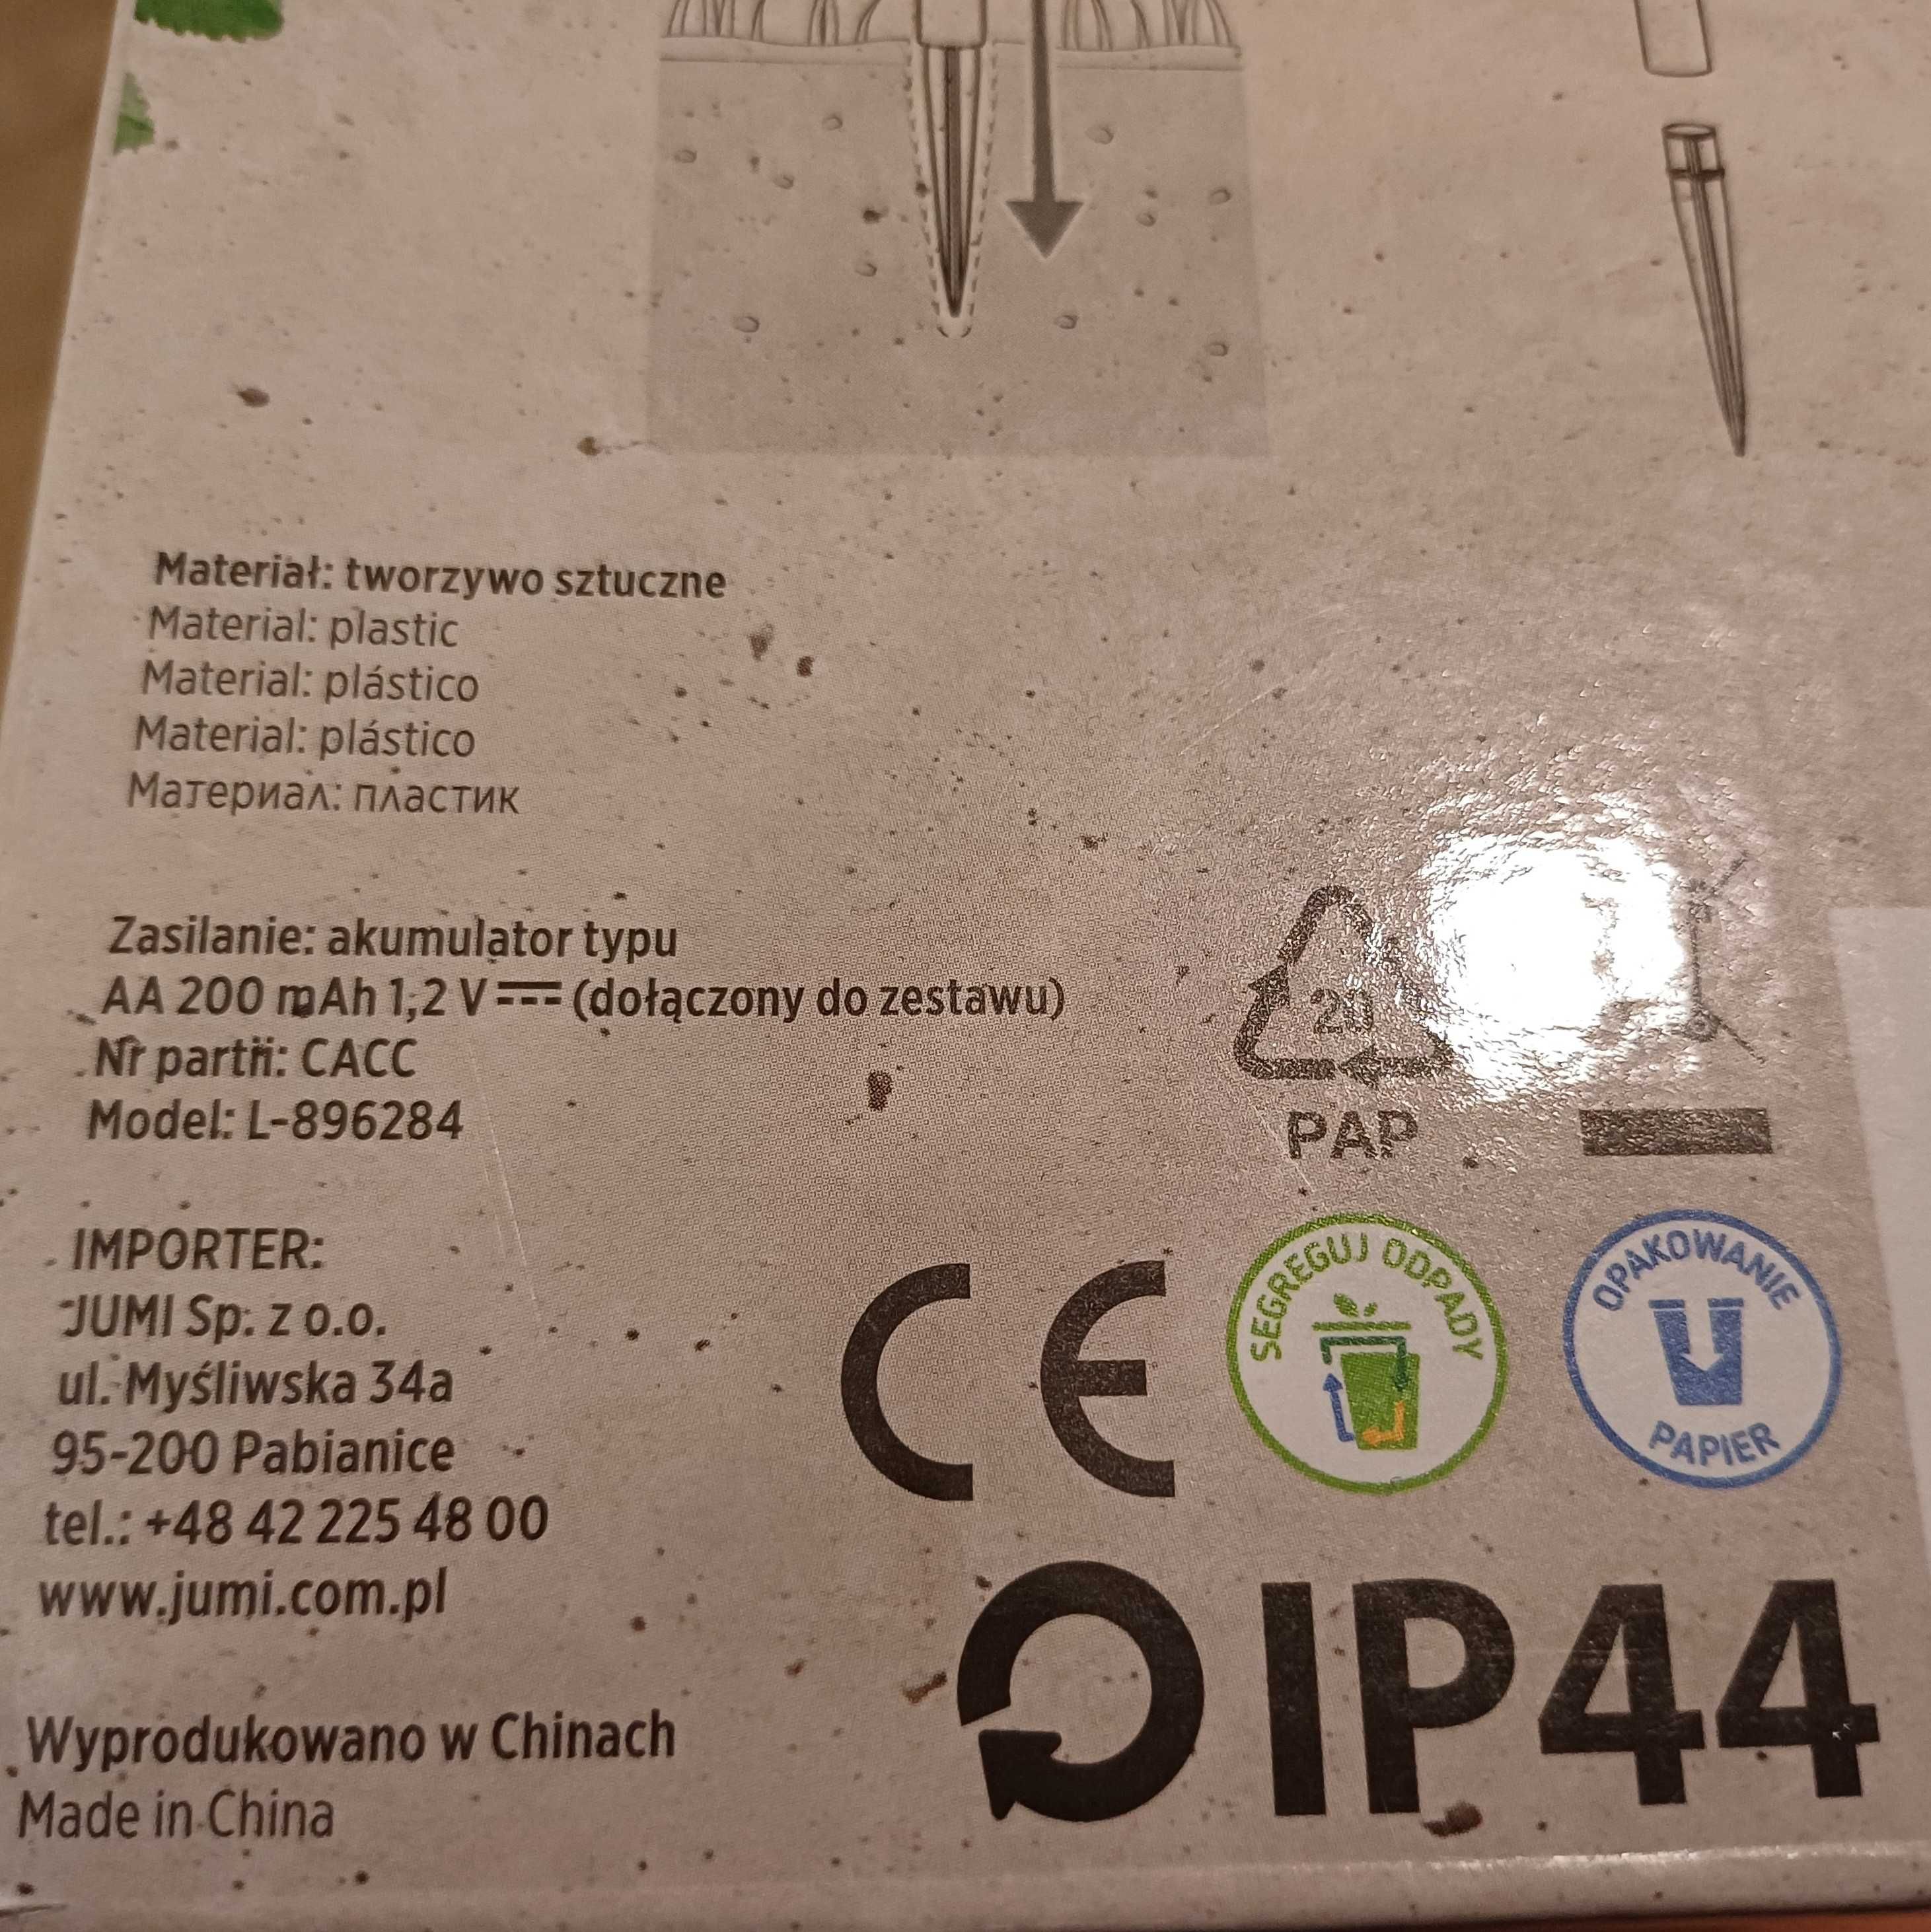 Materiał: tworzywo sztuczne
Material: plastic
Material: plástico
Material: plástico
Материал: пластик
Zasilanie: akumulator typu
AA 200 mAh 1,2 V (dołączony do zestawu)
Nr partii: CACC
Model: L-896284
20
PAP
IMPORTER:
JUMI Sp. z o.o.
ul. Myśliwska 34a
95-200 Pabianice
tel.: +48 42 225 48 00
www.jumi.com.pl
CE
SEGREGUJ ODPADY
OPAKOWANIE
PAPIER
IP44
Wyprodukowano w Chinach
Made in China